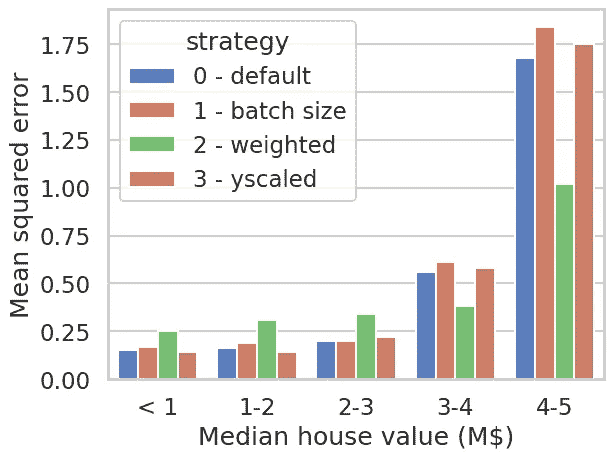 strategy
0 - default
1 - batch size
2 - weighted
3 - yscaled
Mean squared error
1.75
1.50
1.25
1.00
0.75
0.50
0.25
0.00
< 1
1-2
2-3
3-4
4-5
Median house value (M$)